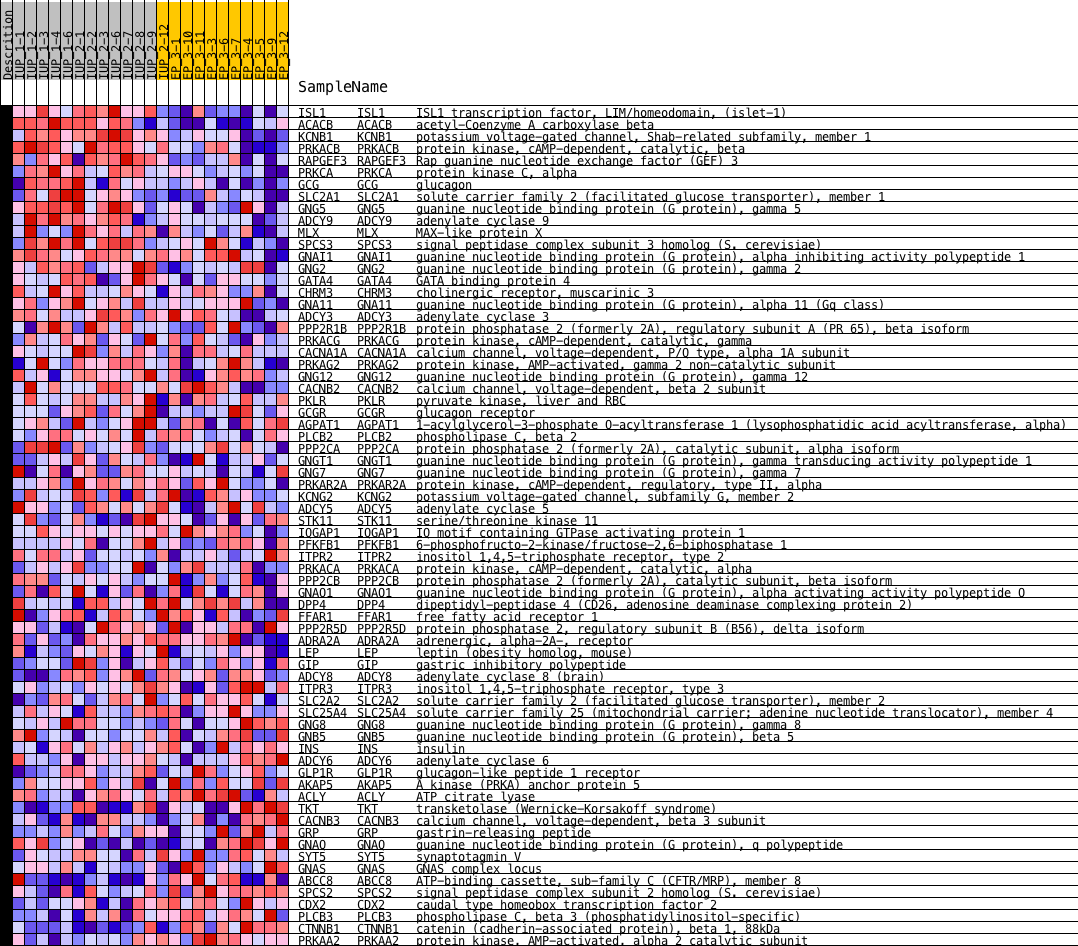 Descrition
IUP_1-1
IUP_1-2
IUP_1-3
IUP_1-4
IUP_1-6
IUP_2-1
IUP_2-2
IUP_2-3
IUP_2-6
IUP_2-7
IUP_2-8
IUP_2-9
IUP_2-12
EP_3-1
EP_3-10
EP_3-11
EP_3-3
EP_3-6
EP_3-7
EP_3-4
EP_3-5
EP_3-9
EP_3-12
SampleName
ISL1 ISL1 ISL1 transcription factor, LIM/homeodomain, (islet-1)
ACACB ACACB acetyl-Coenzyme A carboxylase beta
KCNB1 KCNB1 potassium voltage-gated channel, Shab-related subfamily, member 1
PRKACB PRKACB protein kinase, cAMP-dependent, catalytic, beta
RAPGEF3 RAPGEF3 Rap guanine nucleotide exchange factor (GEF) 3
PRKCA PRKCA protein kinase C, alpha
GCG GCG glucagon
SLC2A1 SLC2A1 solute carrier family 2 (facilitated glucose transporter), member 1
GNG5 GNG5 guanine nucleotide binding protein (G protein), gamma 5
ADCY9 ADCY9 adenylate cyclase 9
MLX MLX MAX-like protein X
SPCS3 SPCS3 signal peptidase complex subunit 3 homolog (S. cerevisiae)
GNAI1 GNAI1 guanine nucleotide binding protein (G protein), alpha inhibiting activity polypeptide 1
GNG2 GNG2 guanine nucleotide binding protein (G protein), gamma 2
GATA4 GATA4 GATA binding protein 4
CHRM3 CHRM3 cholinergic receptor, muscarinic 3
GNA11 GNA11 guanine nucleotide binding protein (G protein), alpha 11 (Gq class)
ADCY3 ADCY3 adenylate cyclase 3
PPP2R1B PPP2R1B protein phosphatase 2 (formerly 2A), regulatory subunit A (PR 65), beta isoform
PRKACG PRKACG protein kinase, cAMP-dependent, catalytic, gamma
CACNA1A CACNA1A calcium channel, voltage-dependent, P/Q type, alpha 1A subunit
PRKAG2 PRKAG2 protein kinase, AMP-activated, gamma 2 non-catalytic subunit
GNG12 GNG12 guanine nucleotide binding protein (G protein), gamma 12
CACNB2 CACNB2 calcium channel, voltage-dependent, beta 2 subunit
PKLR PKLR pyruvate kinase, liver and RBC
GCGR GCGR glucagon receptor
AGPAT1 AGPAT1 1-acylglycerol-3-phosphate O-acyltransferase 1 (lysophosphatidic acid acyltransferase, alpha)
PLCB2 PLCB2 phospholipase C, beta 2
PPP2CA PPP2CA protein phosphatase 2 (formerly 2A), catalytic subunit, alpha isoform
GNGT1 GNGT1 guanine nucleotide binding protein (G protein), gamma transducing activity polypeptide 1
GNG7 GNG7 guanine nucleotide binding protein (G protein), gamma 7
PRKAR2A PRKAR2A protein kinase, cAMP-dependent, regulatory, type II, alpha
KCNG2 KCNG2 potassium voltage-gated channel, subfamily G, member 2
ADCY5 ADCY5 adenylate cyclase 5
STK11 STK11 serine/threonine kinase 11
IQGAP1 IQGAP1 IQ motif containing GTPase activating protein 1
PFKFB1 PFKFB1 6-phosphofructo-2-kinase/fructose-2,6-biphosphatase 1
ITPR2 ITPR2 inositol 1,4,5-triphosphate receptor, type 2
PRKACA PRKACA protein kinase, cAMP-dependent, catalytic, alpha
PPP2CB PPP2CB protein phosphatase 2 (formerly 2A), catalytic subunit, beta isoform
GNAO1 GNAO1 guanine nucleotide binding protein (G protein), alpha activating activity polypeptide O
DPP4 DPP4 dipeptidyl-peptidase 4 (CD26, adenosine deaminase complexing protein 2)
FFAR1 FFAR1 free fatty acid receptor 1
PPP2R5D PPP2R5D protein phosphatase 2, regulatory subunit B (B56), delta isoform
ADRA2A ADRA2A adrenergic, alpha-2A-, receptor
LEP LEP leptin (obesity homolog, mouse)
GIP GIP gastric inhibitory polypeptide
ADCY8 ADCY8 adenylate cyclase 8 (brain)
ITPR3 ITPR3 inositol 1,4,5-triphosphate receptor, type 3
SLC2A2 SLC2A2 solute carrier family 2 (facilitated glucose transporter), member 2
SLC25A4 SLC25A4 solute carrier family 25 (mitochondrial carrier; adenine nucleotide translocator), member 4
GNG8 GNG8 guanine nucleotide binding protein (G protein), gamma 8
GNB5 GNB5 guanine nucleotide binding protein (G protein), beta 5
INS INS insulin
ADCY6 ADCY6 adenylate cyclase 6
GLP1R GLP1R glucagon-like peptide 1 receptor
AKAP5 AKAP5 A kinase (PRKA) anchor protein 5
ACLY ACLY ATP citrate lyase
TKT TKT transketolase (Wernicke-Korsakoff syndrome)
CACNB3 CACNB3 calcium channel, voltage-dependent, beta 3 subunit
GRP GRP gastrin-releasing peptide
GNAQ GNAQ guanine nucleotide binding protein (G protein), q polypeptide
SYT5 SYT5 synaptotagmin V
GNAS GNAS GNAS complex locus
ABCC8 ABCC8 ATP-binding cassette, sub-family C (CFTR/MRP), member 8
SPCS2 SPCS2 signal peptidase complex subunit 2 homolog (S. cerevisiae)
CDX2 CDX2 caudal type homeobox transcription factor 2
PLCB3 PLCB3 phospholipase C, beta 3 (phosphatidylinositol-specific)
CTNNB1 CTNNB1 catenin (cadherin-associated protein), beta 1, 88kDa
PRKAA2 PRKAA2 protein kinase, AMP-activated, alpha 2 catalytic subunit